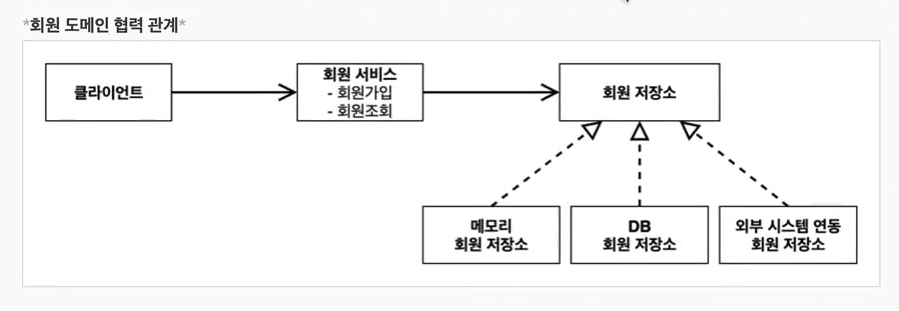 *회원 도메인 협력 관계*
클라이언트
회원 서비스
- 회원가입
- 회원조회
회원 저장소
메모리
회원 저장소
DB
회원 저장소
외부 시스템 연동
회원 저장소